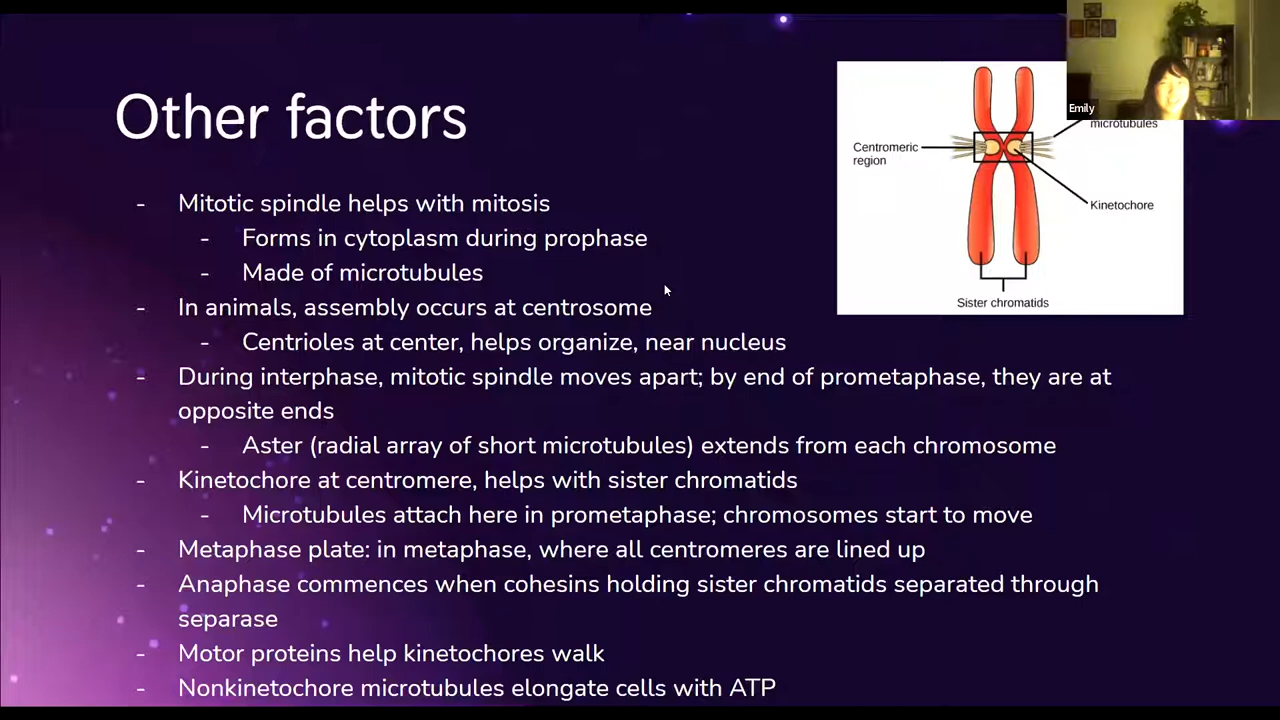 Other factors
- Mitotic spindle helps with mitosis
- Forms in cytoplasm during prophase
- Made of microtubules
- In animals, assembly occurs at centrosome
- Centrioles at center, helps organize, near nucleus
- During interphase, mitotic spindle moves apart; by end of prometaphase, they are at
opposite ends
- Aster (radial array of short microtubules) extends from each chromosome
- Kinetochore at centromere, helps with sister chromatids
- Microtubules attach here in prometaphase; chromosomes start to move
- Metaphase plate: in metaphase, where all centromeres are lined up
- Anaphase commences when cohesins holding sister chromatids separated through
separase
- Motor proteins help kinetochores walk
- Nonkinetochore microtubules elongate cells with ATP
Centromeric
region
microtubules
Kinetochore
Sister chromatids
Emily